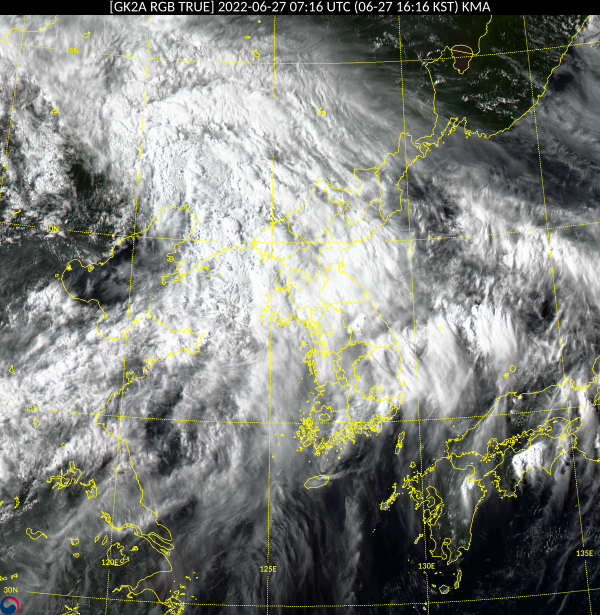 [GK2A RGB TRUE] 2022-06-27 07:16 UTC (06-27 16:16 KST) KMA
120E
125E
130E
135E
30N